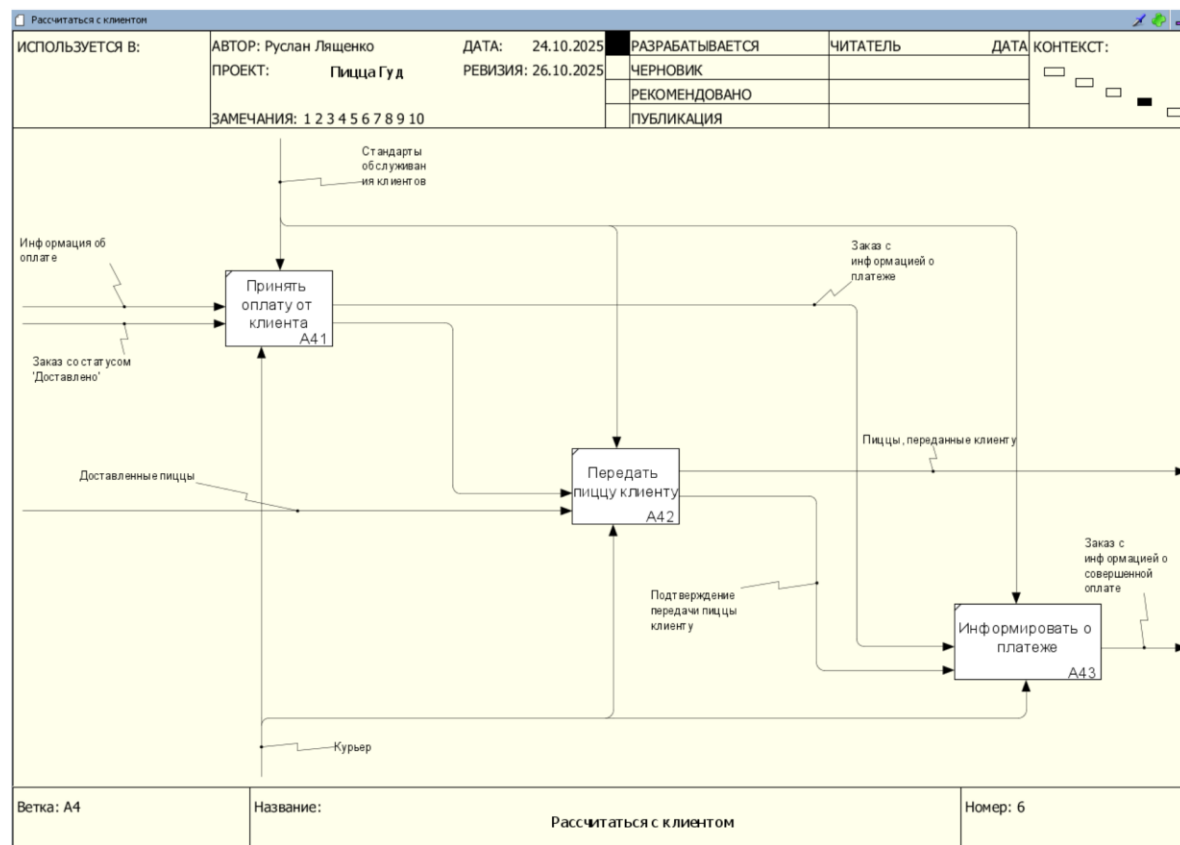 Рассчитаться с клиентом
ИСПОЛЬЗУЕТСЯ В:
АВТОР: Руслан Лященко
ДАТА: 24.10.2025
РАЗРАБАТЫВАЕТСЯ
ЧИТАТЕЛЬ
ДАТА
КОНТЕКСТ:
ПРОЕКТ: Пицца Гуд
РЕВИЗИЯ: 26.10.2025
ЧЕРНОВИК
РЕКОМЕНДОВАНО
ЗАМЕЧАНИЯ: 1 2 3 4 5 6 7 8 9 10
ПУБЛИКАЦИЯ
Стандарты
обслуживан
ия клиентов
Информация об
оплате
Заказ с
информацией о
платеже
Принять
оплату от
клиента
A41
Заказ со статусом
'Доставлено'
Пиццы, переданные клиенту
Доставленные пиццы
Передать
пиццу клиенту
A42
Заказ с
информацией о
совершенной
оплате
Подтверждение
передачи пиццы
клиенту
Информировать о
платеже
A43
Курьер
Ветка: A4
Название:
Рассчитаться с клиентом
Номер: 6